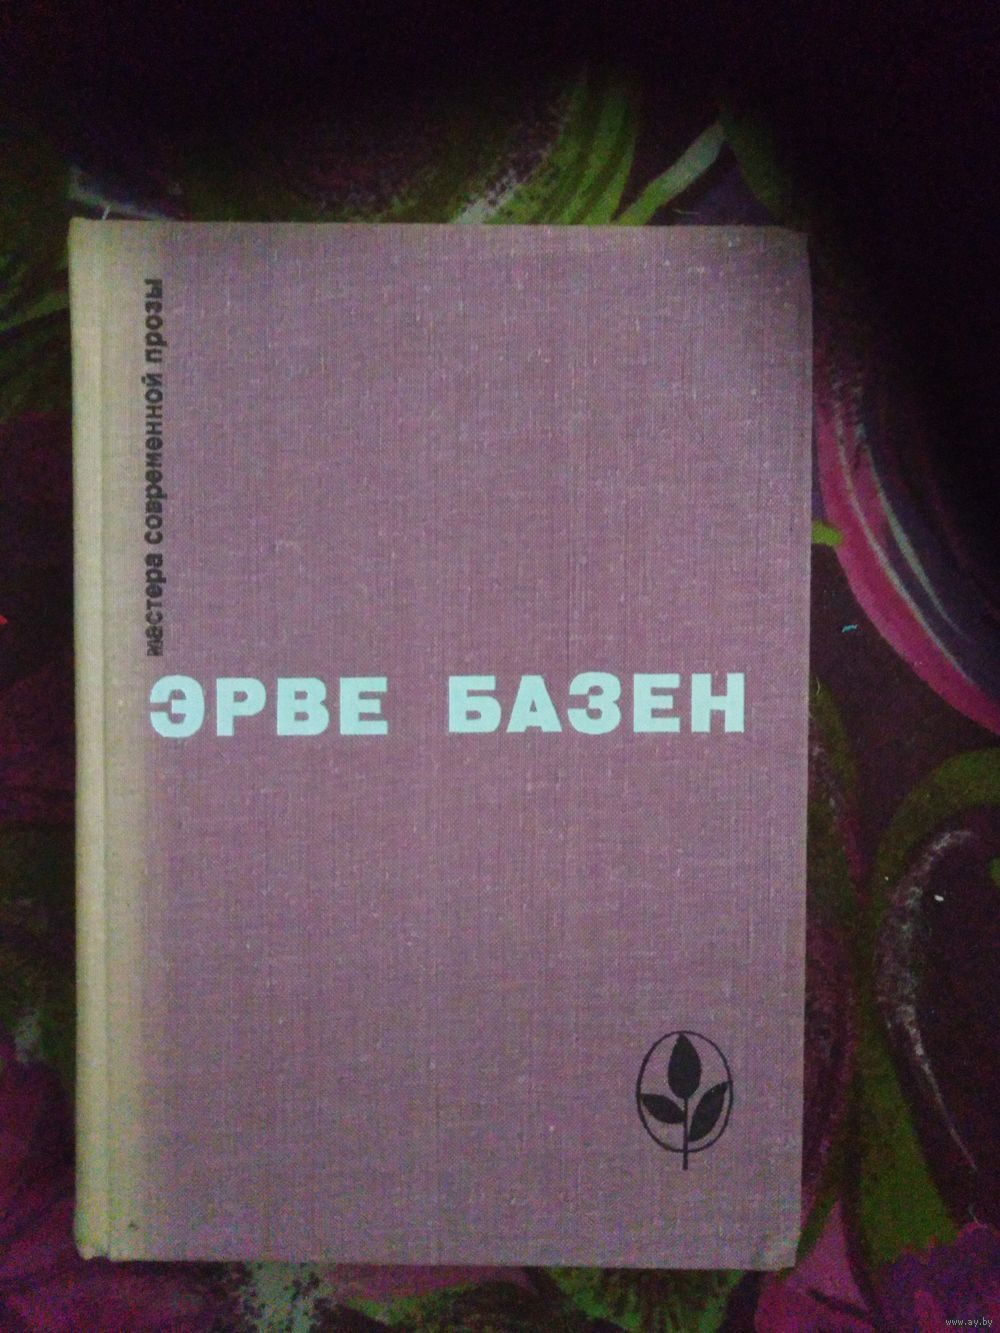 мастера современной прозы
ЭРВЕ БАЗЕН
www.ay.by